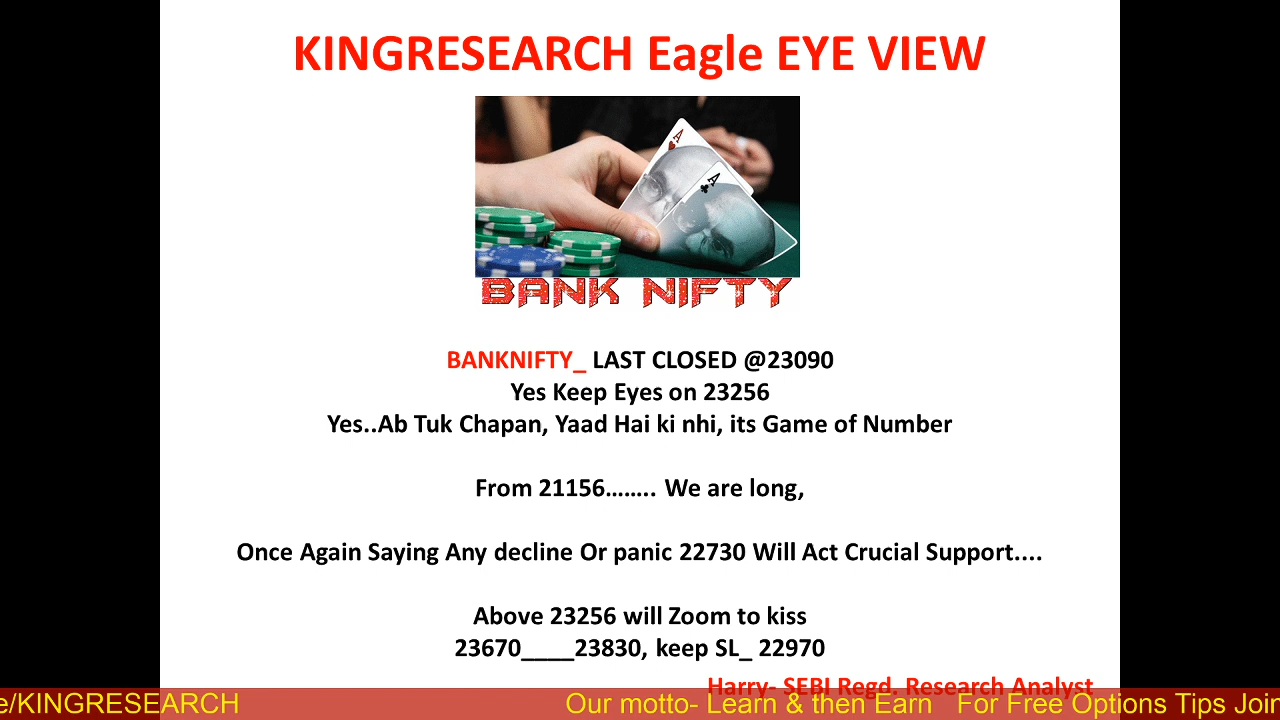 KINGRESEARCH Eagle EYE VIEW
A
A
BANK NIFTY
BANKNIFTY_ LAST CLOSED @23090
Yes Keep Eyes on 23256
Yes..Ab Tuk Chapan, Yaad Hai ki nhi, its Game of Number
From 21156........ We are long,
Once Again Saying Any decline Or panic 22730 Will Act Crucial Support....
Above 23256 will Zoom to kiss
23670____23830, keep SL_ 22970
Harry- SEBI Regd. Research Analyst
e/KINGRESEARCH Our motto- Learn & then Earn For Free Options Tips Join